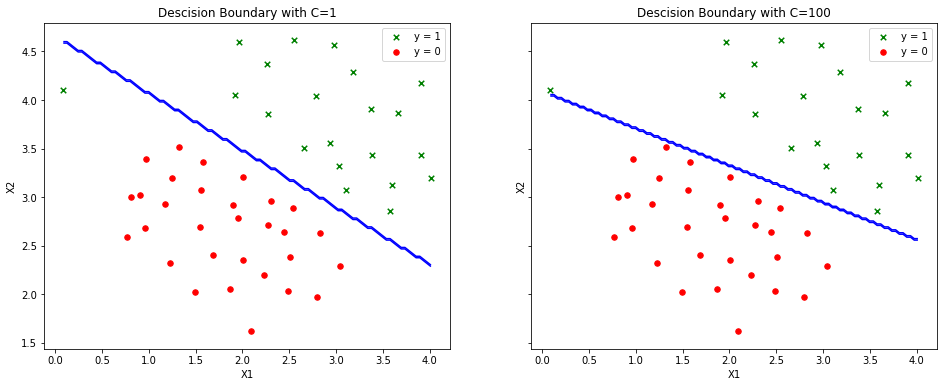 Descision Boundary with C=1
y = 1
y = 0
X2
4.5
4.0
3.5
3.0
2.5
2.0
1.5
0.0 0.5 1.0 1.5 2.0 2.5 3.0 3.5 4.0
X1
Descision Boundary with C=100
y = 1
y = 0
X2
0.0 0.5 1.0 1.5 2.0 2.5 3.0 3.5 4.0
X1